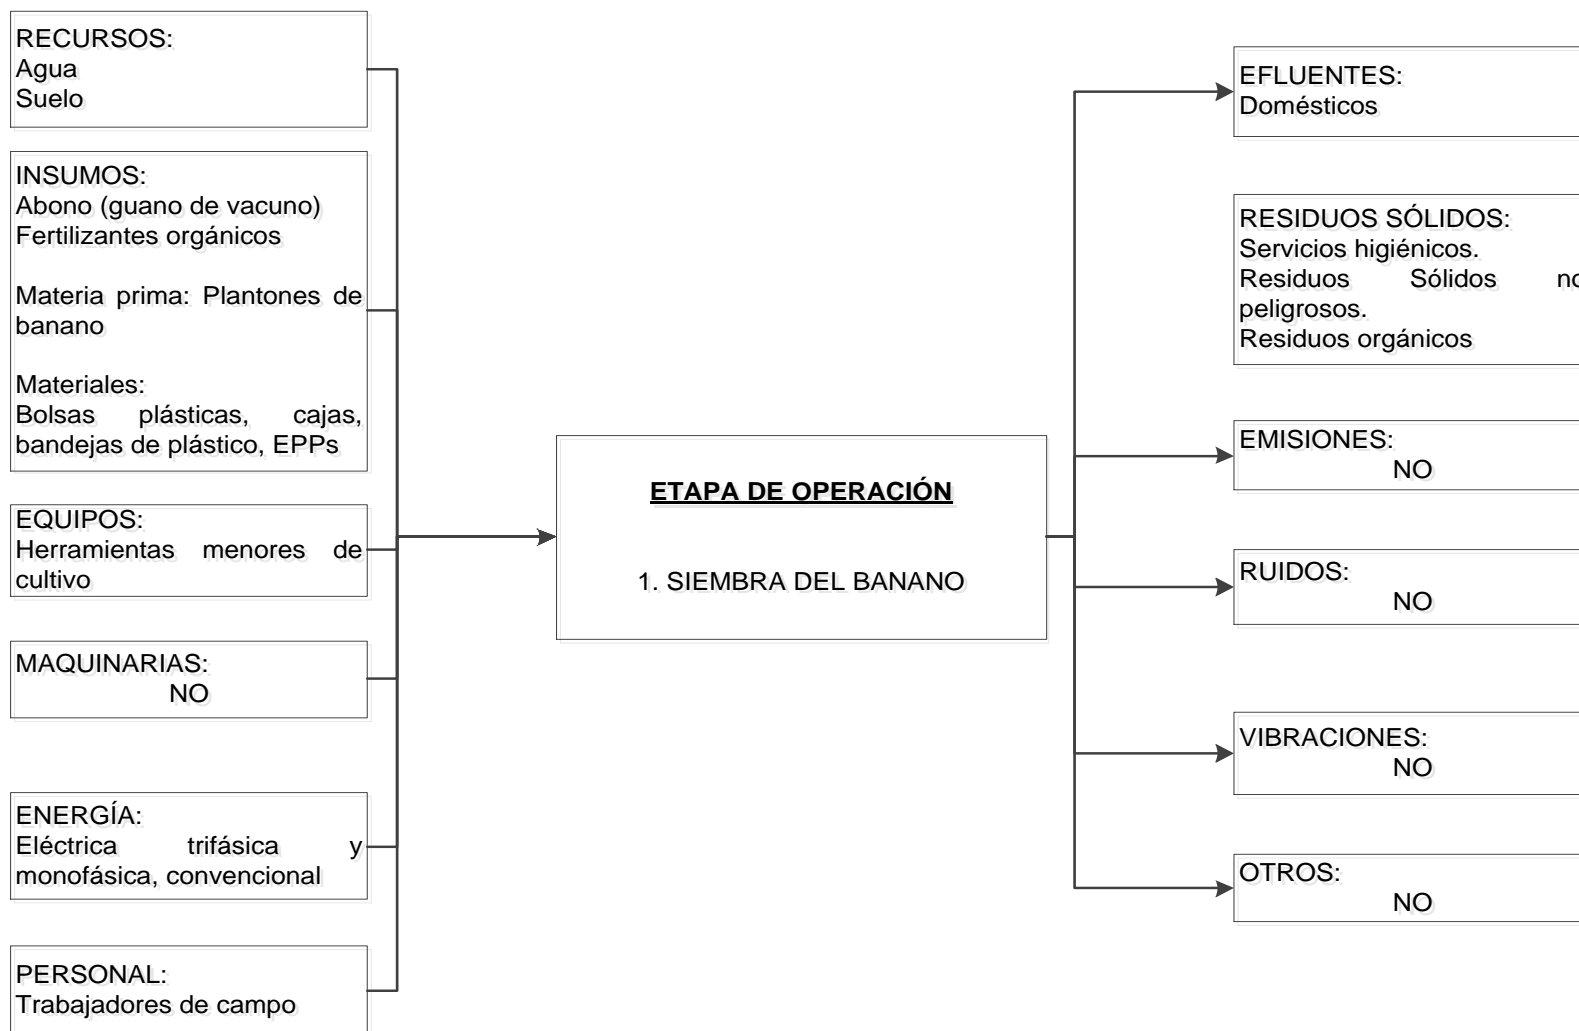 RECURSOS:
Agua
Suelo
INSUMOS:
Abono (guano de vacuno)
Fertilizantes orgánicos
Materia prima: Plantones de
banano
Materiales:
Bolsas plásticas, cajas,
bandejas de plástico, EPPs
EQUIPOS:
Herramientas menores de
cultivo
MAQUINARIAS:
NO
ENERGÍA:
Eléctrica trifásica y
monofásica, convencional
PERSONAL:
Trabajadores de campo
ETAPA DE OPERACIÓN
1. SIEMBRA DEL BANANO
EFLUENTES:
Domésticos
RESIDUOS SÓLIDOS:
Servicios higiénicos.
Residuos Sólidos no
peligrosos.
Residuos orgánicos
EMISIONES:
NO
RUIDOS:
NO
VIBRACIONES:
NO
OTROS:
NO